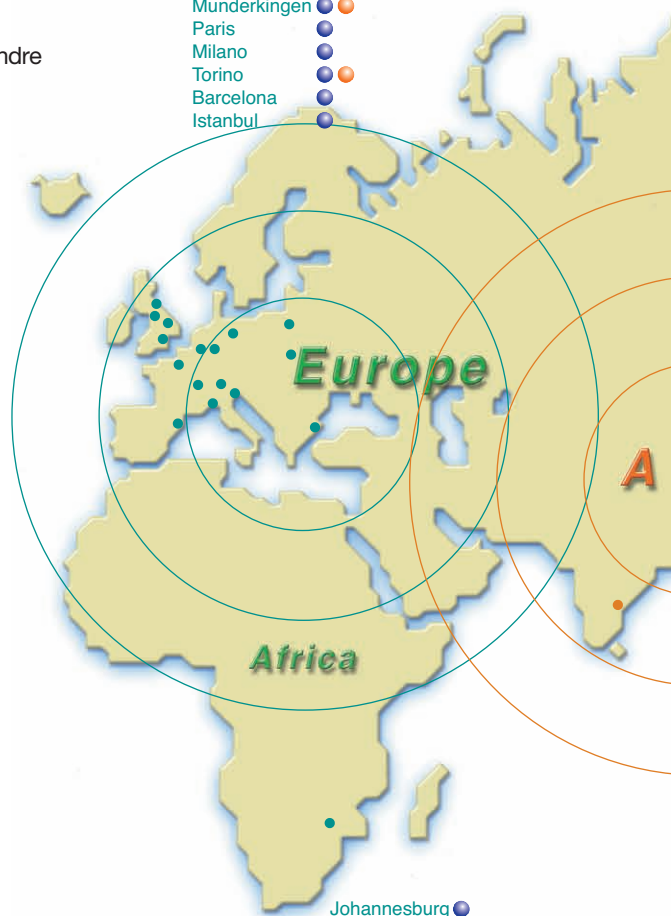 Munderkingen
ndre
Paris
Milano
Torino
Barcelona
Istanbul
Europe
A
Africa
Johannesburg